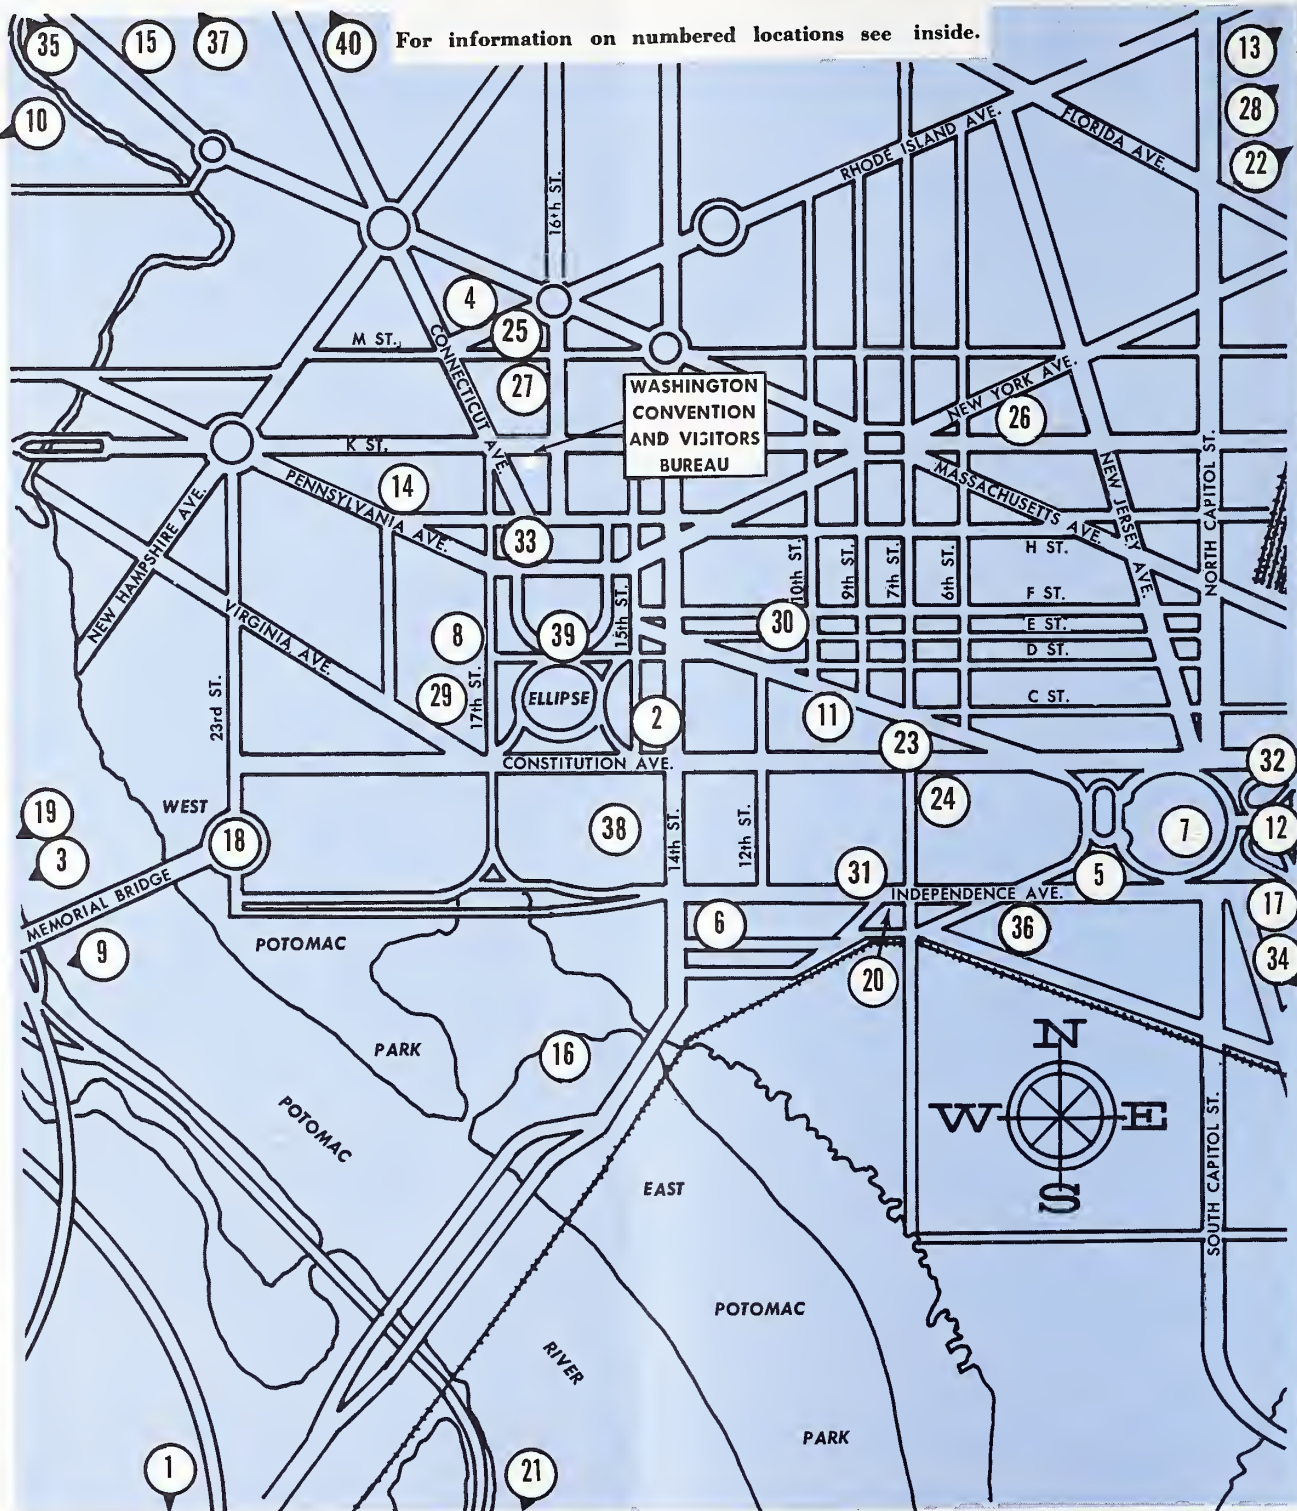 For information on numbered locations see inside.
35
15
37
40
13
10
28
22
RHODE ISLAND AVE.
FLORIDA AVE.
16th ST.
4
25
M ST.
CONNECTICUT AVE.
27
WASHINGTON
CONVENTION
AND VISITORS
BUREAU
NEW YORK AVE.
26
K ST.
14
PENNSYLVANIA AVE.
MASSACHUSETTS AVE.
NEW JERSEY AVE.
NORTH CAPITOL ST.
NEW HAMPSHIRE AVE.
33
H ST.
10th ST.
9th ST.
7th ST.
6th ST.
F ST.
E ST.
D ST.
C ST.
VIRGINIA AVE.
8
39
15th ST.
30
23rd ST.
29
17th ST.
ELLIPSE
2
11
23
CONSTITUTION AVE.
32
WEST
19
18
38
14th ST.
12th ST.
24
7
12
3
31
5
MEMORIAL BRIDGE
INDEPENDENCE AVE.
17
9
POTOMAC
6
36
34
20
PARK
16
N
W
E
S
POTOMAC
SOUTH CAPITOL ST.
EAST
POTOMAC
RIVER
PARK
1
21